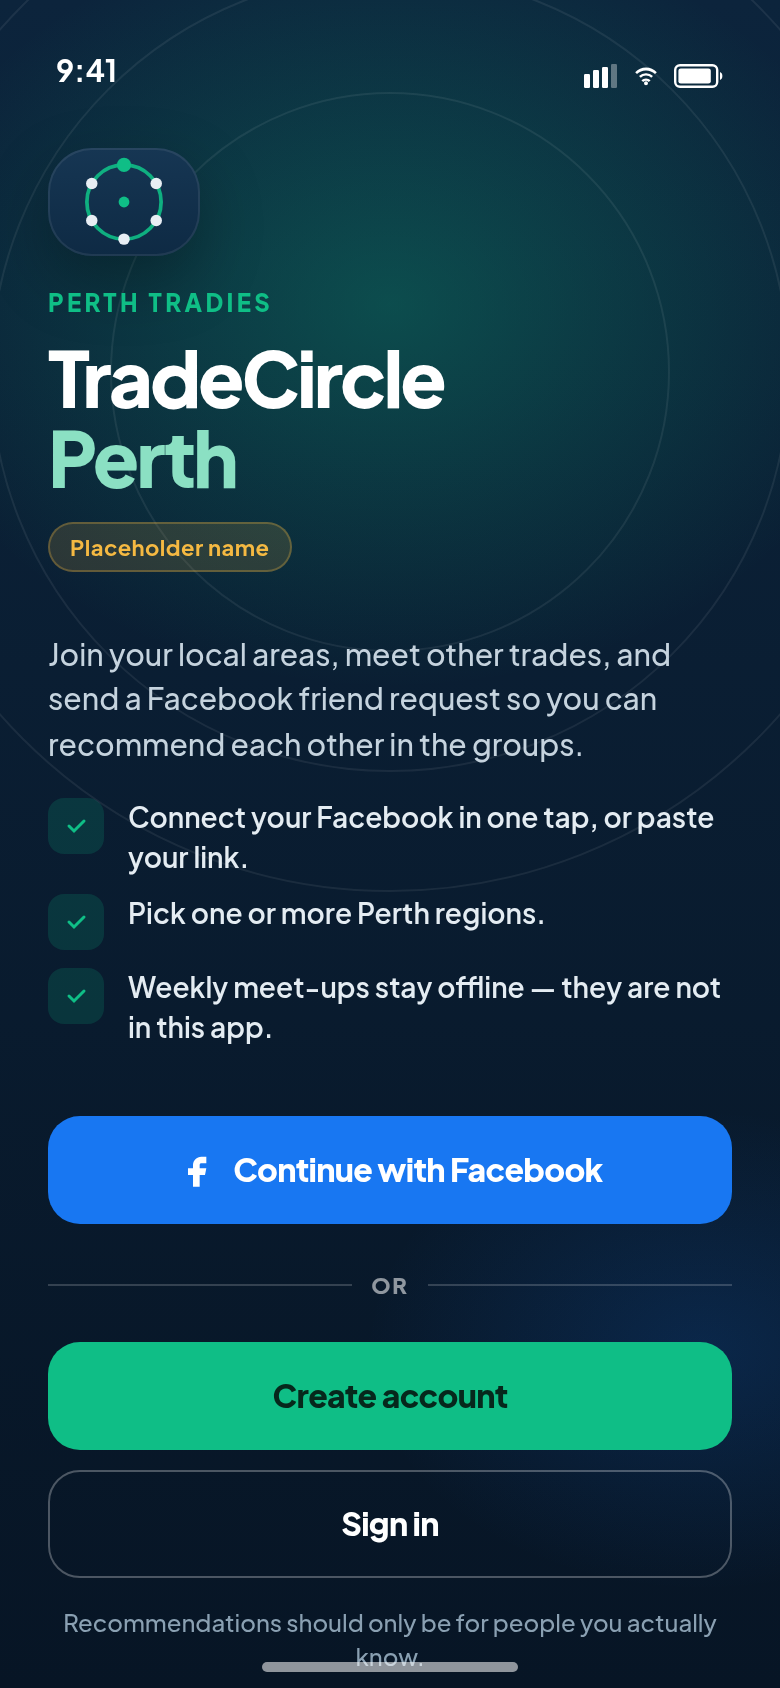 9:41
PERTH TRADIES
TradeCircle
Perth
Placeholder name
Join your local areas, meet other trades, and
send a Facebook friend request so you can
recommend each other in the groups.
Connect your Facebook in one tap, or paste
your link.
Pick one or more Perth regions.
Weekly meet-ups stay offline — they are not
in this app.
Continue with Facebook
OR
Create account
Sign in
Recommendations should only be for people you actually
know.